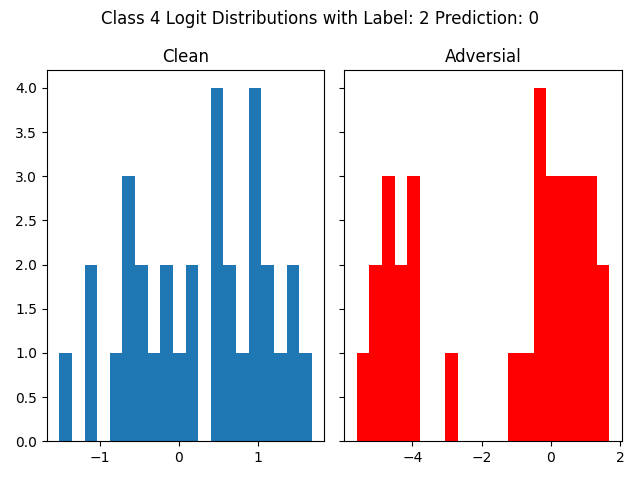 Class 4 Logit Distributions with Label: 2 Prediction: 0
Clean
Adversial
4.0
3.5
3.0
2.5
2.0
1.5
1.0
0.5
0.0
−1 0 1
−4 −2 0 2